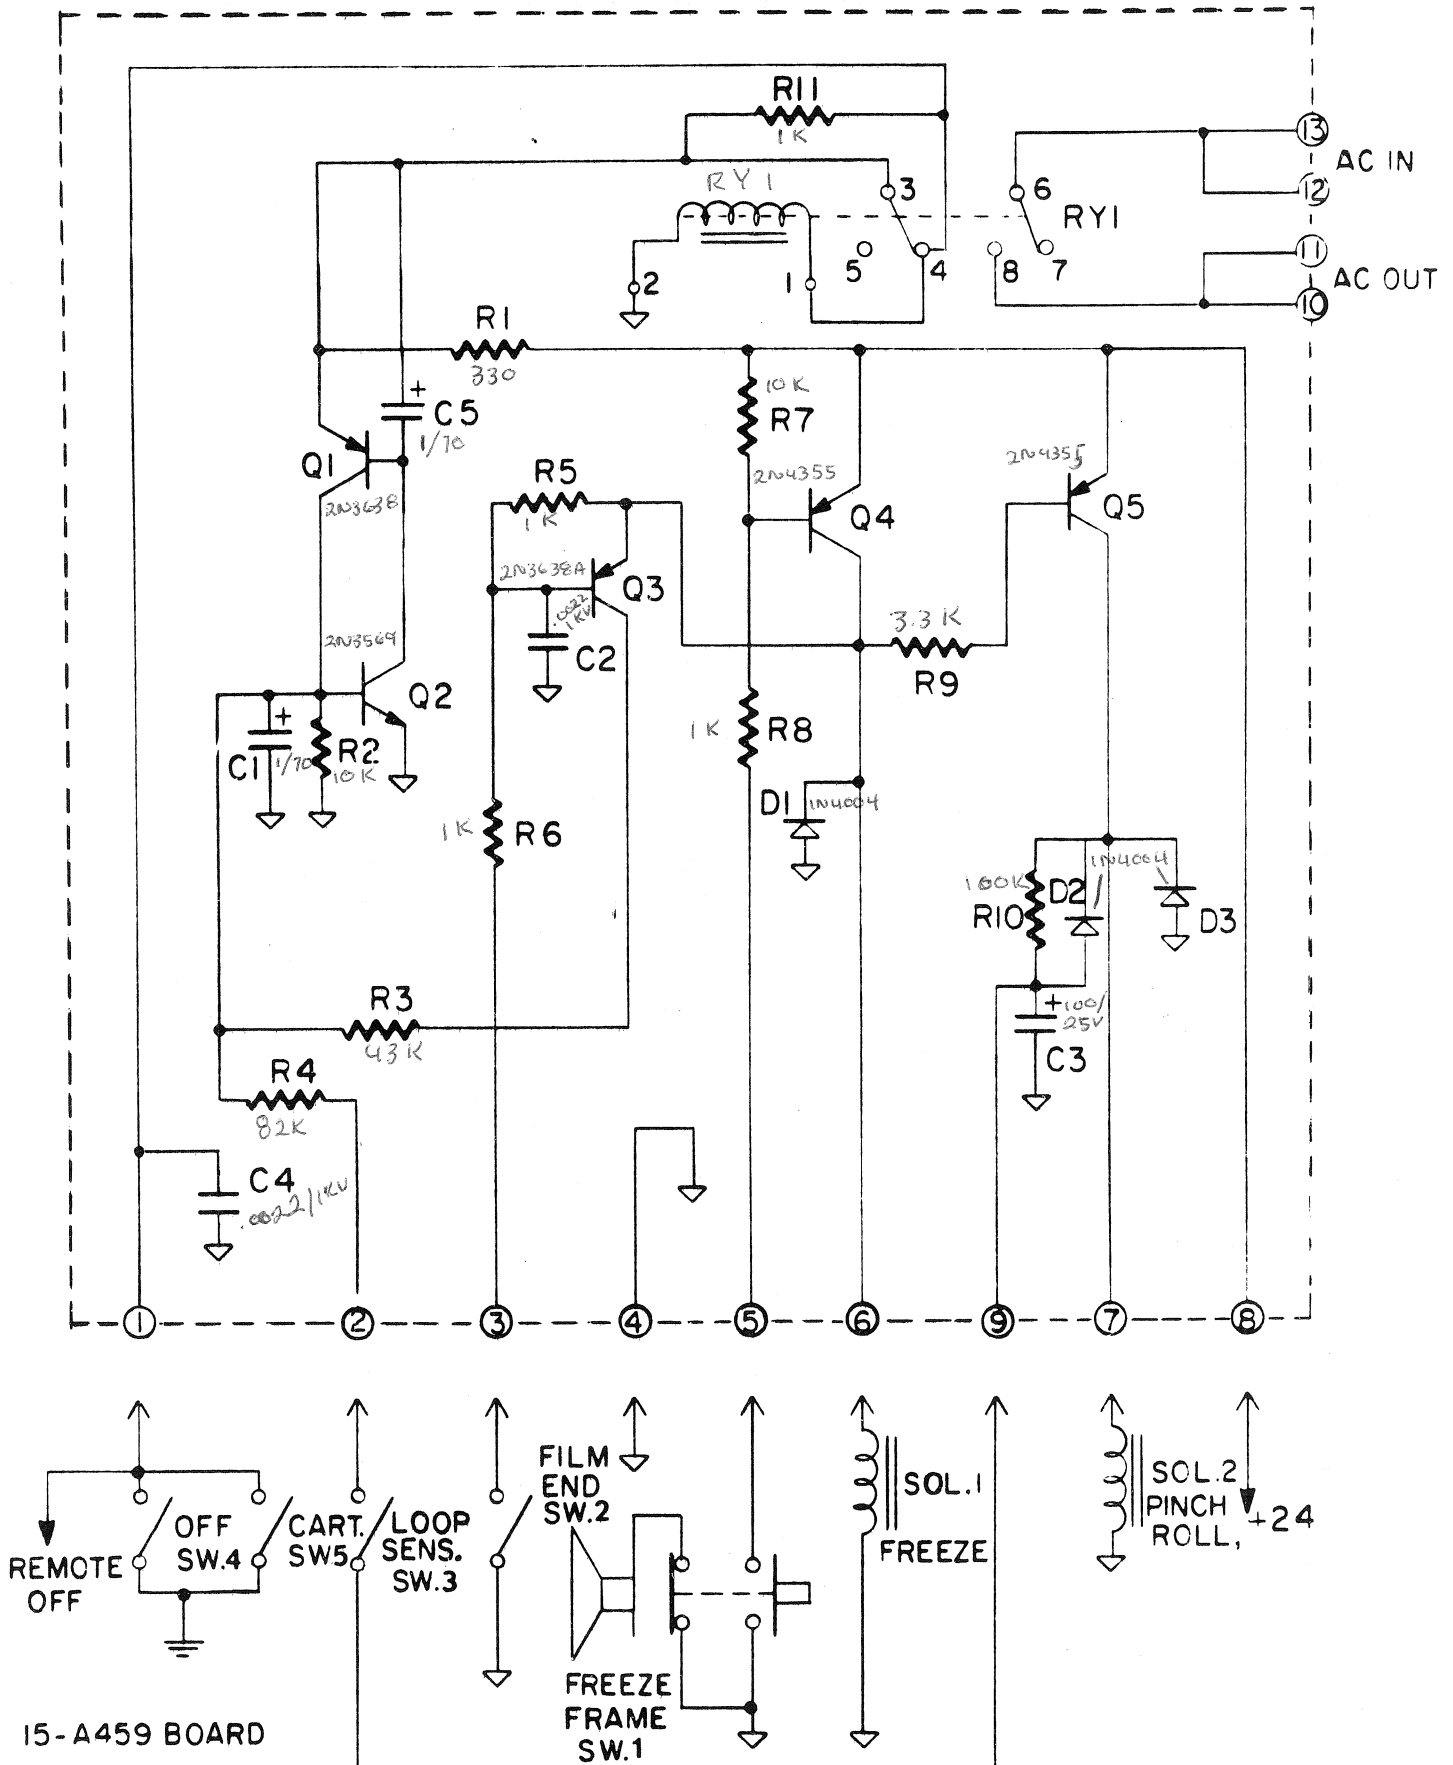 R11
1K
13
AC IN
12
RY1
3
6
RY1
11
AC OUT
10
5
4
8
7
2
1
R1
330
+
C5
1/70
10K
R7
Q1
2N3638
R5
1K
2N4355
Q4
2N4355
Q5
2N3638A
Q3
.0022
1KV
C2
3.3K
R9
2N3569
Q2
+
C1
1/70
R2
10K
1K
R8
1K
R6
D1
1N4004
100K
R10
D2
1N4004
D3
R3
43K
+100/
25V
C3
R4
82K
C4
.0022/1KV
1
2
3
4
5
6
9
7
8
REMOTE
OFF
OFF
SW.4
CART.
SW5
LOOP
SENS.
SW.3
FILM
END
SW.2
SOL.1
FREEZE
SOL.2
PINCH
ROLL,
+24
FREEZE
FRAME
SW.1
15-A459 BOARD